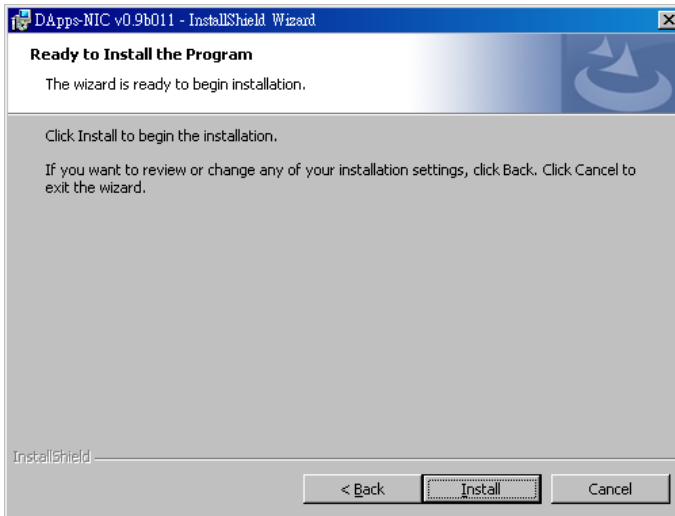 DApps-NIC v0.9b011 - InstallShield Wizard
Ready to Install the Program
The wizard is ready to begin installation.
Click Install to begin the installation.
If you want to review or change any of your installation settings, click Back. Click Cancel to
exit the wizard.
InstallShield
< Back
Install
Cancel